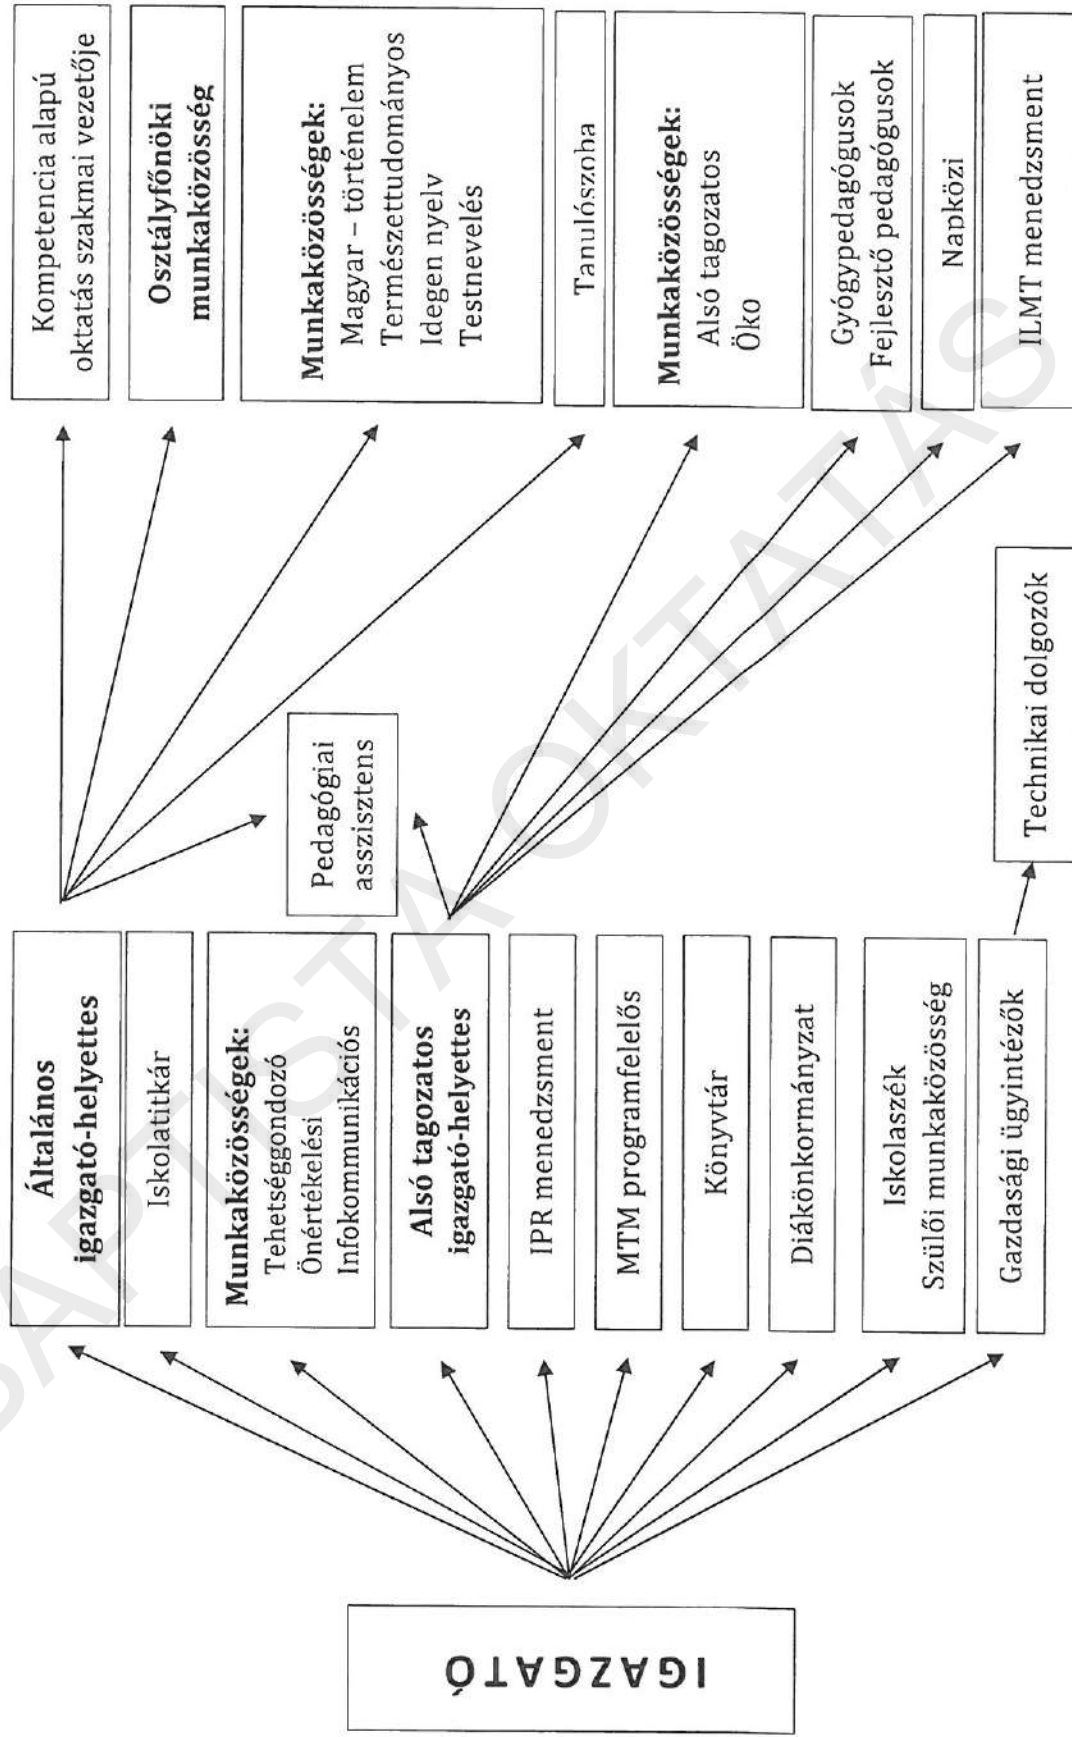 IGAZGATÓ
Általános
igazgató-helyettes
Iskolatitkár
Munkaközösségek:
Tehetséggondozó
Önértékelési
Infokommunikációs
Alsó tagozatos
igazgató-helyettes
IPR menedzsment
MTM programfelelős
Könyvtár
Diákönkormányzat
Iskolaszék
Szülői munkaközösség
Gazdasági ügyintézők
Pedagógiai
asszisztens
Technikai dolgozók
Kompetencia alapú
oktatás szakmai vezetője
Osztályfőnöki
munkaközösség
Munkaközösségek:
Magyar – történelem
Természettudományos
Idegen nyelv
Testnevelés
Tanulószoba
Munkaközösségek:
Alsó tagozatos
Öko
Gyógypedagógusok
Fejlesztő pedagógusok
Napközi
ILMT menedzsment
BAPTISTA OKTATÁS